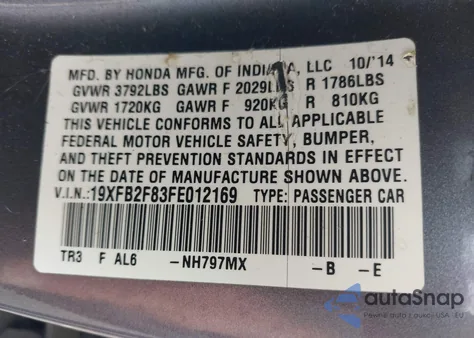 MFD. BY HONDA MFG. OF INDIANA, LLC 10/'14
GVWR 3792LBS GAWR F 2029LBS R 1786LBS
GVWR 1720KG GAWR F 920KG R 810KG
THIS VEHICLE CONFORMS TO ALL APPLICABLE
FEDERAL MOTOR VEHICLE SAFETY, BUMPER,
AND THEFT PREVENTION STANDARDS IN EFFECT
ON THE DATE OF MANUFACTURE SHOWN ABOVE.
V.I.N.: 19XFB2F83FE012169 TYPE: PASSENGER CAR
TR3 F AL6 -NH797MX -B -E
autoSnap